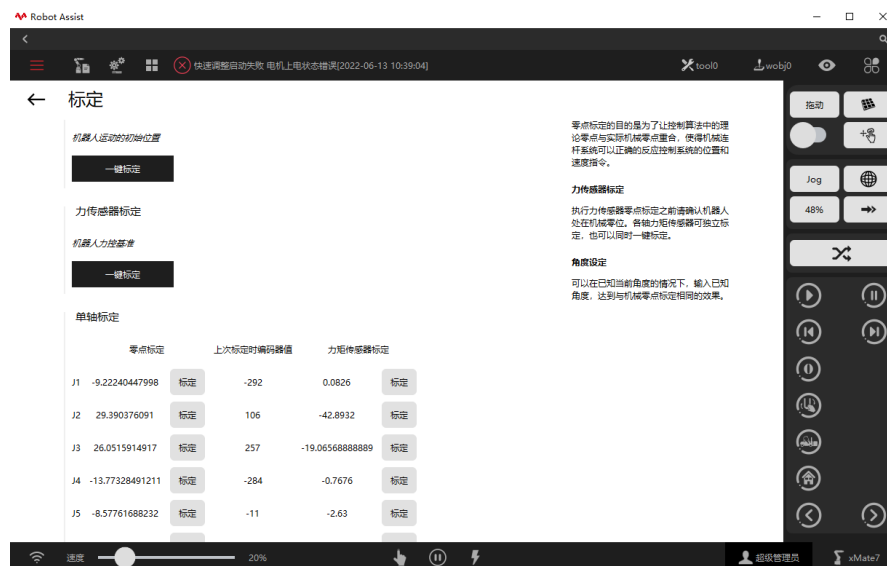 Robot Assist
快速调整启动失败 电机上电状态错误[2022-06-13 10:39:04]
tool0
wobj0
标定
机器人运动的初始位置
一键标定
力传感器标定
机器人力控基准
一键标定
单轴标定
零点标定 上次标定时编码器值 力矩传感器标定
J1 -9.22240447998 标定 -292 0.0826 标定
J2 29.390376091 标定 106 -42.8932 标定
J3 26.0515914917 标定 257 -19.06568888889 标定
J4 -13.77328491211 标定 -284 -0.7676 标定
J5 -8.57761688232 标定 -11 -2.63 标定
零点标定的目的是为了让控制算法中的理
论零点与实际机械零点重合，使得机械连
杆系统可以正确的反应控制系统的位置和
速度指令。
力传感器标定
执行力传感器零点标定之前请确认机器人
处在机械零位。各轴力矩传感器可独立标
定，也可以同时一键标定。
角度设定
可以在已知当前角度的情况下，输入已知
角度，达到与机械零点标定相同的效果。
拖动
Jog
48%
速度 20%
超级管理员
xMate7